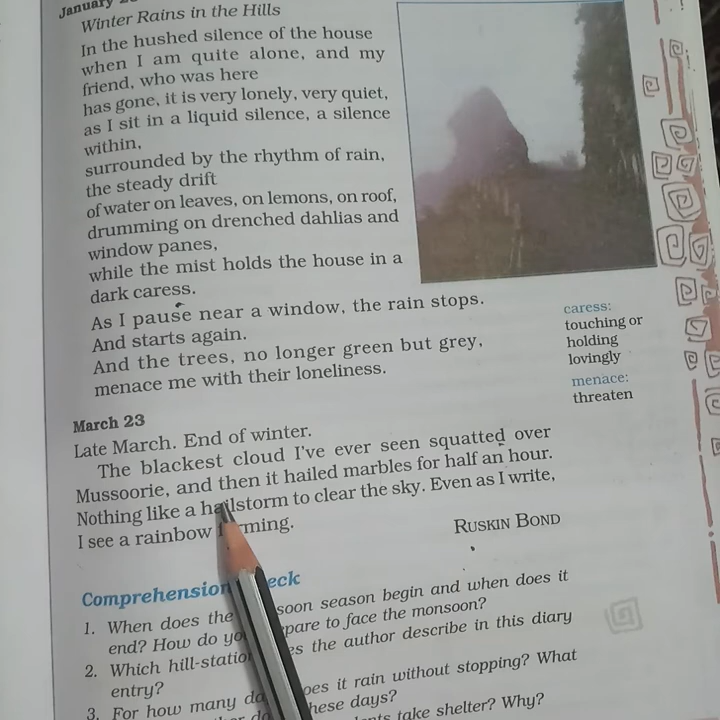 January
Winter Rains in the Hills
In the hushed silence of the house
when I am quite alone, and my
friend, who was here
has gone, it is very lonely, very quiet,
as I sit in a liquid silence, a silence
within,
surrounded by the rhythm of rain,
the steady drift
of water on leaves, on lemons, on roof,
drumming on drenched dahlias and
window panes,
while the mist holds the house in a
dark caress.
As I pause near a window, the rain stops.
And starts again.
And the trees, no longer green but grey,
menace me with their loneliness.
caress:
touching or
holding
lovingly
menace:
threaten
March 23
Late March. End of winter.
The blackest cloud I've ever seen squatted over
Mussoorie, and then it hailed marbles for half an hour.
Nothing like a hailstorm to clear the sky. Even as I write,
I see a rainbow
RUSKIN BOND
Comprehension
1. When does the soon season begin and when does it
end? How do to face the monsoon?
2. Which the author describe in this diary
entry?
3. For how many it rain without stopping? What
these days?
take shelter? Why?